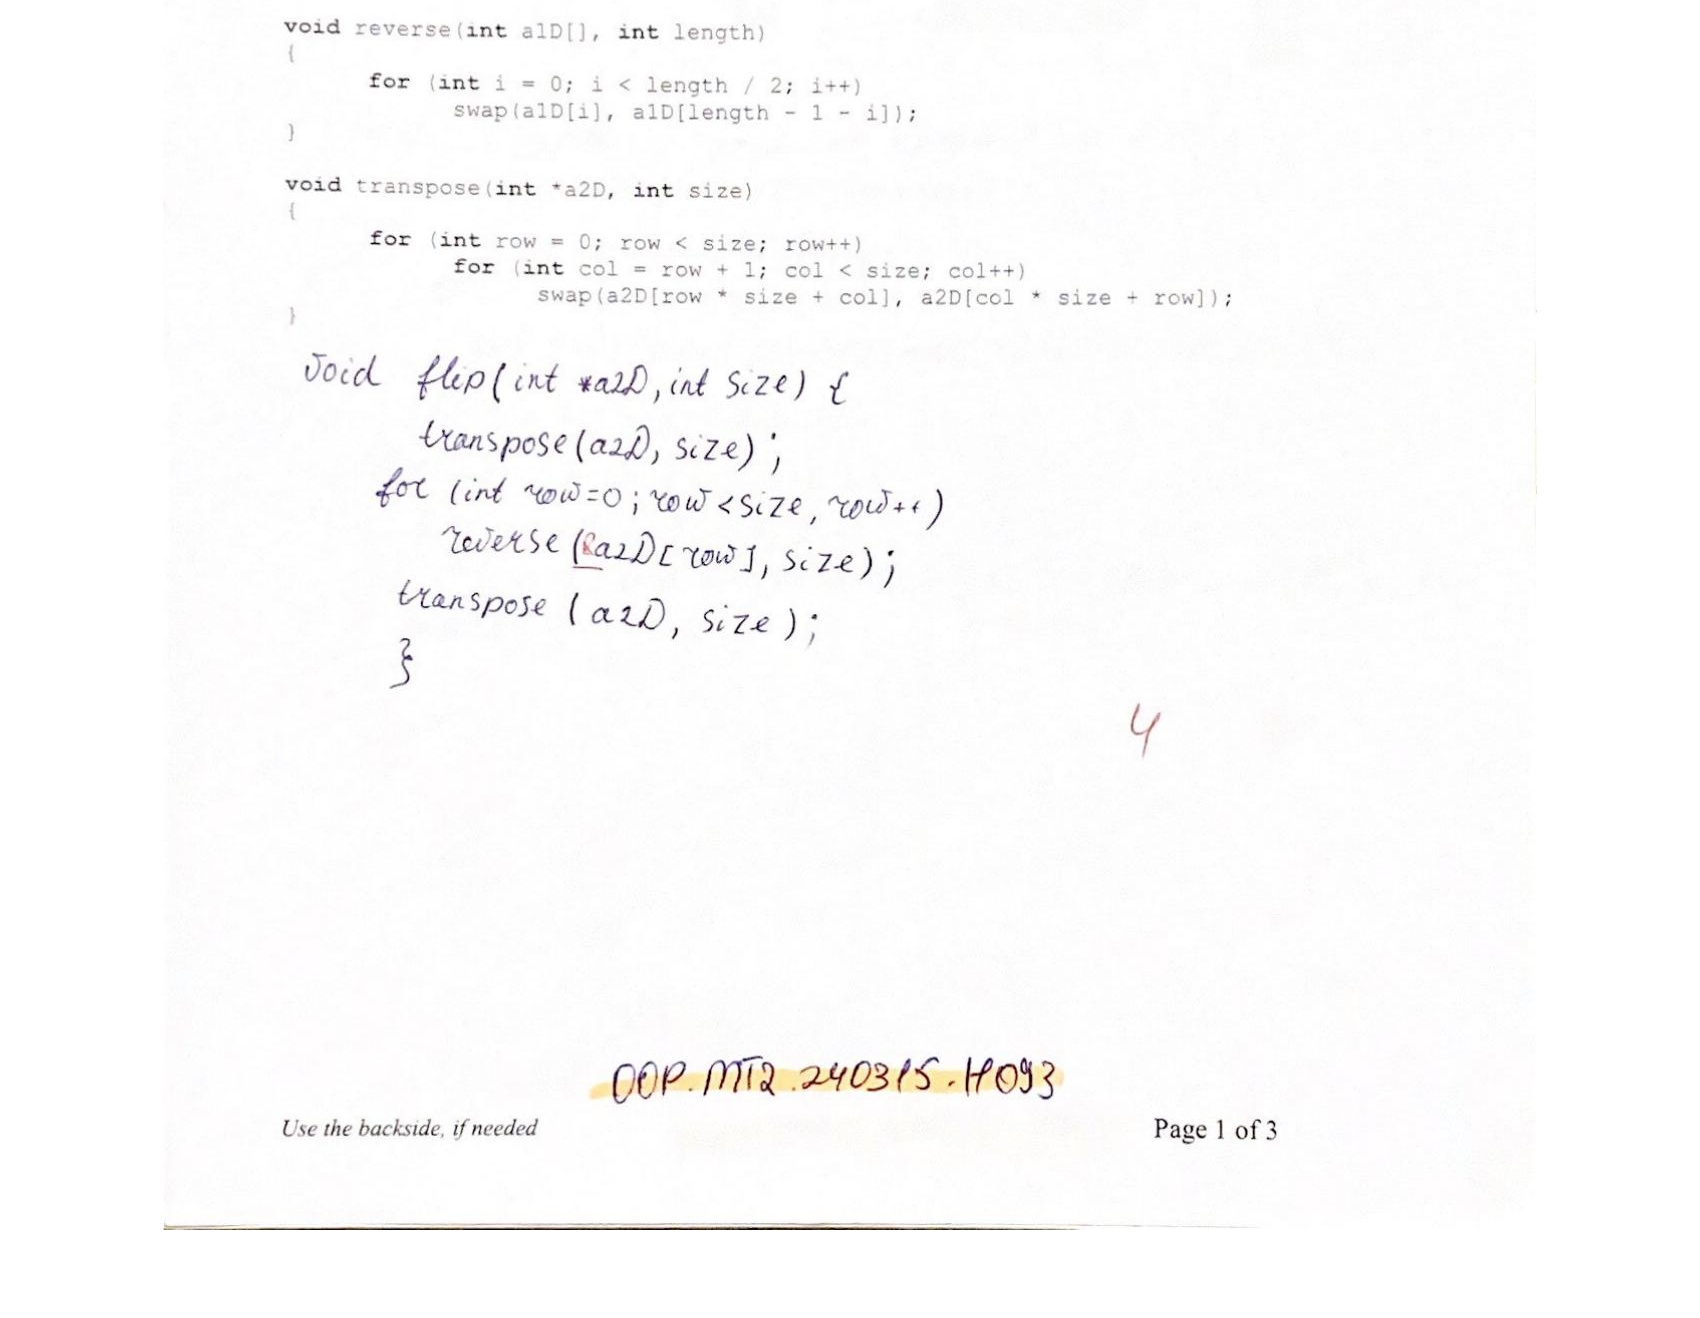 void reverse(int a1D[], int length)
{
for (int i = 0; i < length / 2; i++)
swap(a1D[i], a1D[length - 1 - i]);
}
void transpose(int *a2D, int size)
{
for (int row = 0; row < size; row++)
for (int col = row + 1; col < size; col++)
swap(a2D[row * size + col], a2D[col * size + row]);
}
void flip(int *a2D, int size) {
transpose(a2D, size);
for (int row=0; row<size, row++)
reverse(&a2D[row], size);
transpose (a2D, size);
}
4
OOP.MT2.240315.H093
Use the backside, if needed
Page 1 of 3